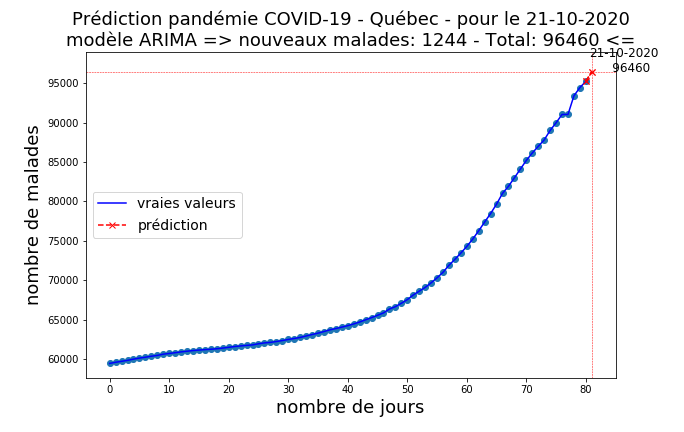 Prédiction pandémie COVID-19 - Québec - pour le 21-10-2020
modèle ARIMA => nouveaux malades: 1244 - Total: 96460 <=
21-10-2020
96460
95000
90000
85000
80000
75000
70000
65000
60000
nombre de malades
vraies valeurs
prédiction
0 10 20 30 40 50 60 70 80
nombre de jours